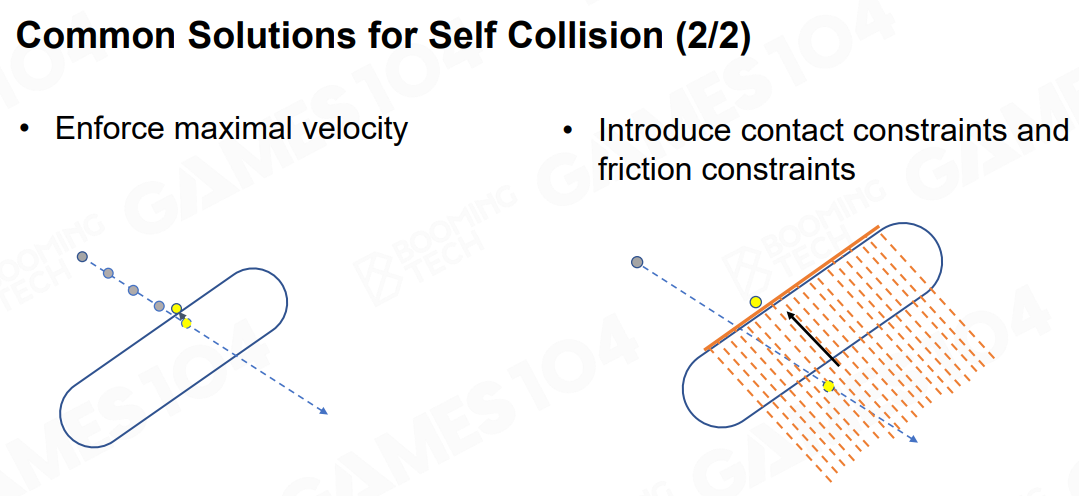 Common Solutions for Self Collision (2/2)
• Enforce maximal velocity
• Introduce contact constraints and
friction constraints
BOOMING
TECH
GAMES104